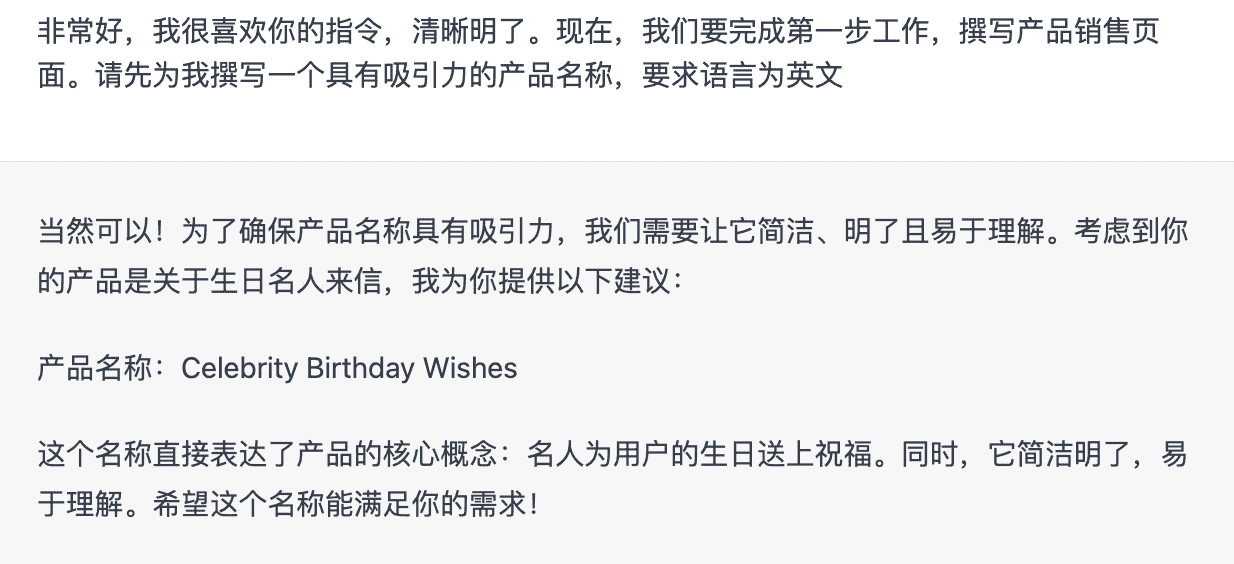 非常好，我很喜欢你的指令，清晰明了。现在，我们要完成第一步工作，撰写产品销售页
面。请先为我撰写一个具有吸引力的产品名称，要求语言为英文
当然可以！为了确保产品名称具有吸引力，我们需要让它简洁、明了且易于理解。考虑到你
的产品是关于生日名人来信，我为你提供以下建议：
产品名称：Celebrity Birthday Wishes
这个名称直接表达了产品的核心概念：名人为用户的生日送上祝福。同时，它简洁明了，易
于理解。希望这个名称能满足你的需求！